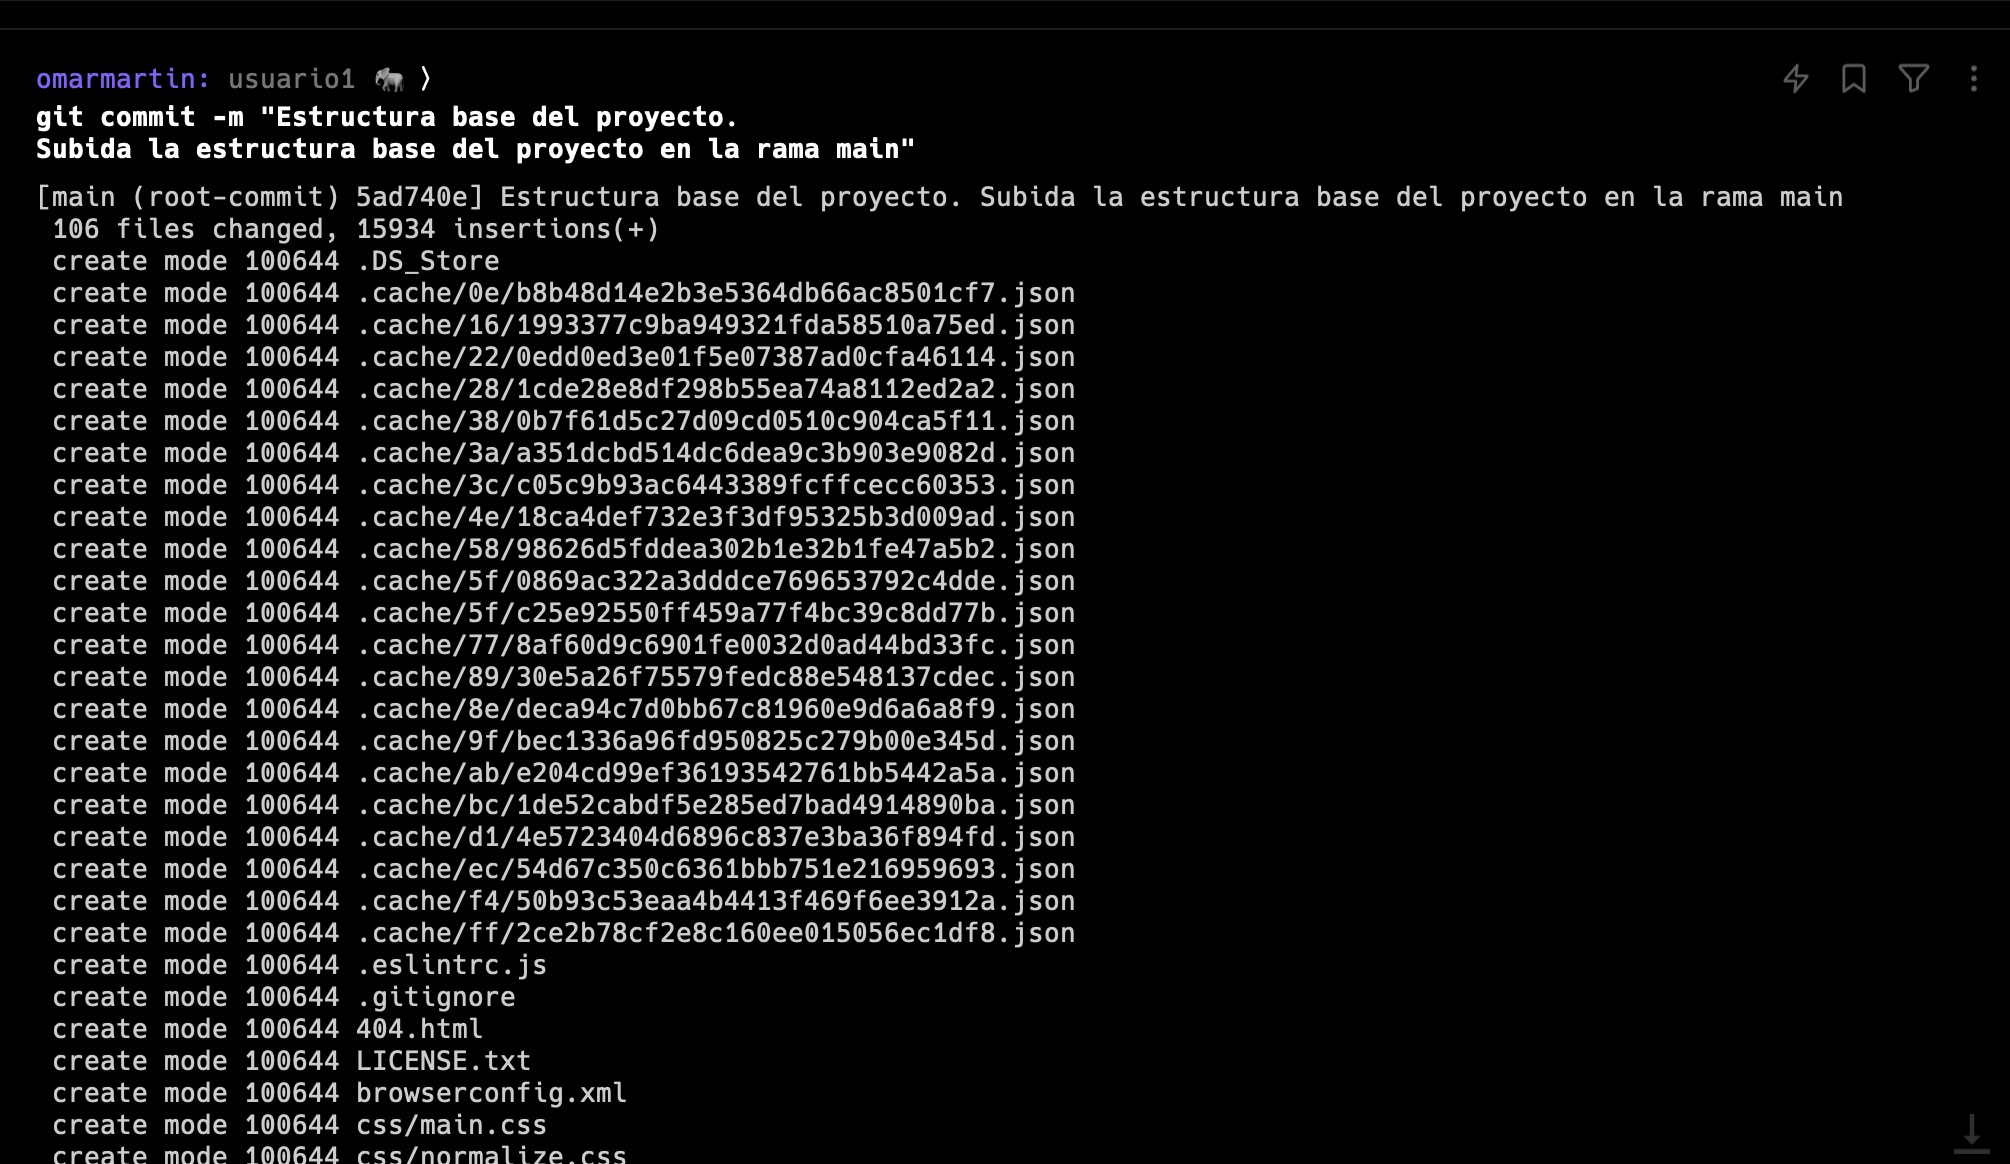 omarmartin: usuario1 🐘 ❯
git commit -m "Estructura base del proyecto.
Subida la estructura base del proyecto en la rama main"
[main (root-commit) 5ad740e] Estructura base del proyecto. Subida la estructura base del proyecto en la rama main
106 files changed, 15934 insertions(+)
create mode 100644 .DS_Store
create mode 100644 .cache/0e/b8b48d14e2b3e5364db66ac8501cf7.json
create mode 100644 .cache/16/1993377c9ba949321fda58510a75ed.json
create mode 100644 .cache/22/0edd0ed3e01f5e07387ad0cfa46114.json
create mode 100644 .cache/28/1cde28e8df298b55ea74a8112ed2a2.json
create mode 100644 .cache/38/0b7f61d5c27d09cd0510c904ca5f11.json
create mode 100644 .cache/3a/a351dcbd514dc6dea9c3b903e9082d.json
create mode 100644 .cache/3c/c05c9b93ac6443389fcffcecc60353.json
create mode 100644 .cache/4e/18ca4def732e3f3df95325b3d009ad.json
create mode 100644 .cache/58/98626d5fddea302b1e32b1fe47a5b2.json
create mode 100644 .cache/5f/0869ac322a3dddce769653792c4dde.json
create mode 100644 .cache/5f/c25e92550ff459a77f4bc39c8dd77b.json
create mode 100644 .cache/77/8af60d9c6901fe0032d0ad44bd33fc.json
create mode 100644 .cache/89/30e5a26f75579fedc88e548137cdec.json
create mode 100644 .cache/8e/deca94c7d0bb67c81960e9d6a6a8f9.json
create mode 100644 .cache/9f/bec1336a96fd950825c279b00e345d.json
create mode 100644 .cache/ab/e204cd99ef36193542761bb5442a5a.json
create mode 100644 .cache/bc/1de52cabdf5e285ed7bad4914890ba.json
create mode 100644 .cache/d1/4e5723404d6896c837e3ba36f894fd.json
create mode 100644 .cache/ec/54d67c350c6361bbb751e216959693.json
create mode 100644 .cache/f4/50b93c53eaa4b4413f469f6ee3912a.json
create mode 100644 .cache/ff/2ce2b78cf2e8c160ee015056ec1df8.json
create mode 100644 .eslintrc.js
create mode 100644 .gitignore
create mode 100644 404.html
create mode 100644 LICENSE.txt
create mode 100644 browserconfig.xml
create mode 100644 css/main.css
create mode 100644 css/normalize.css